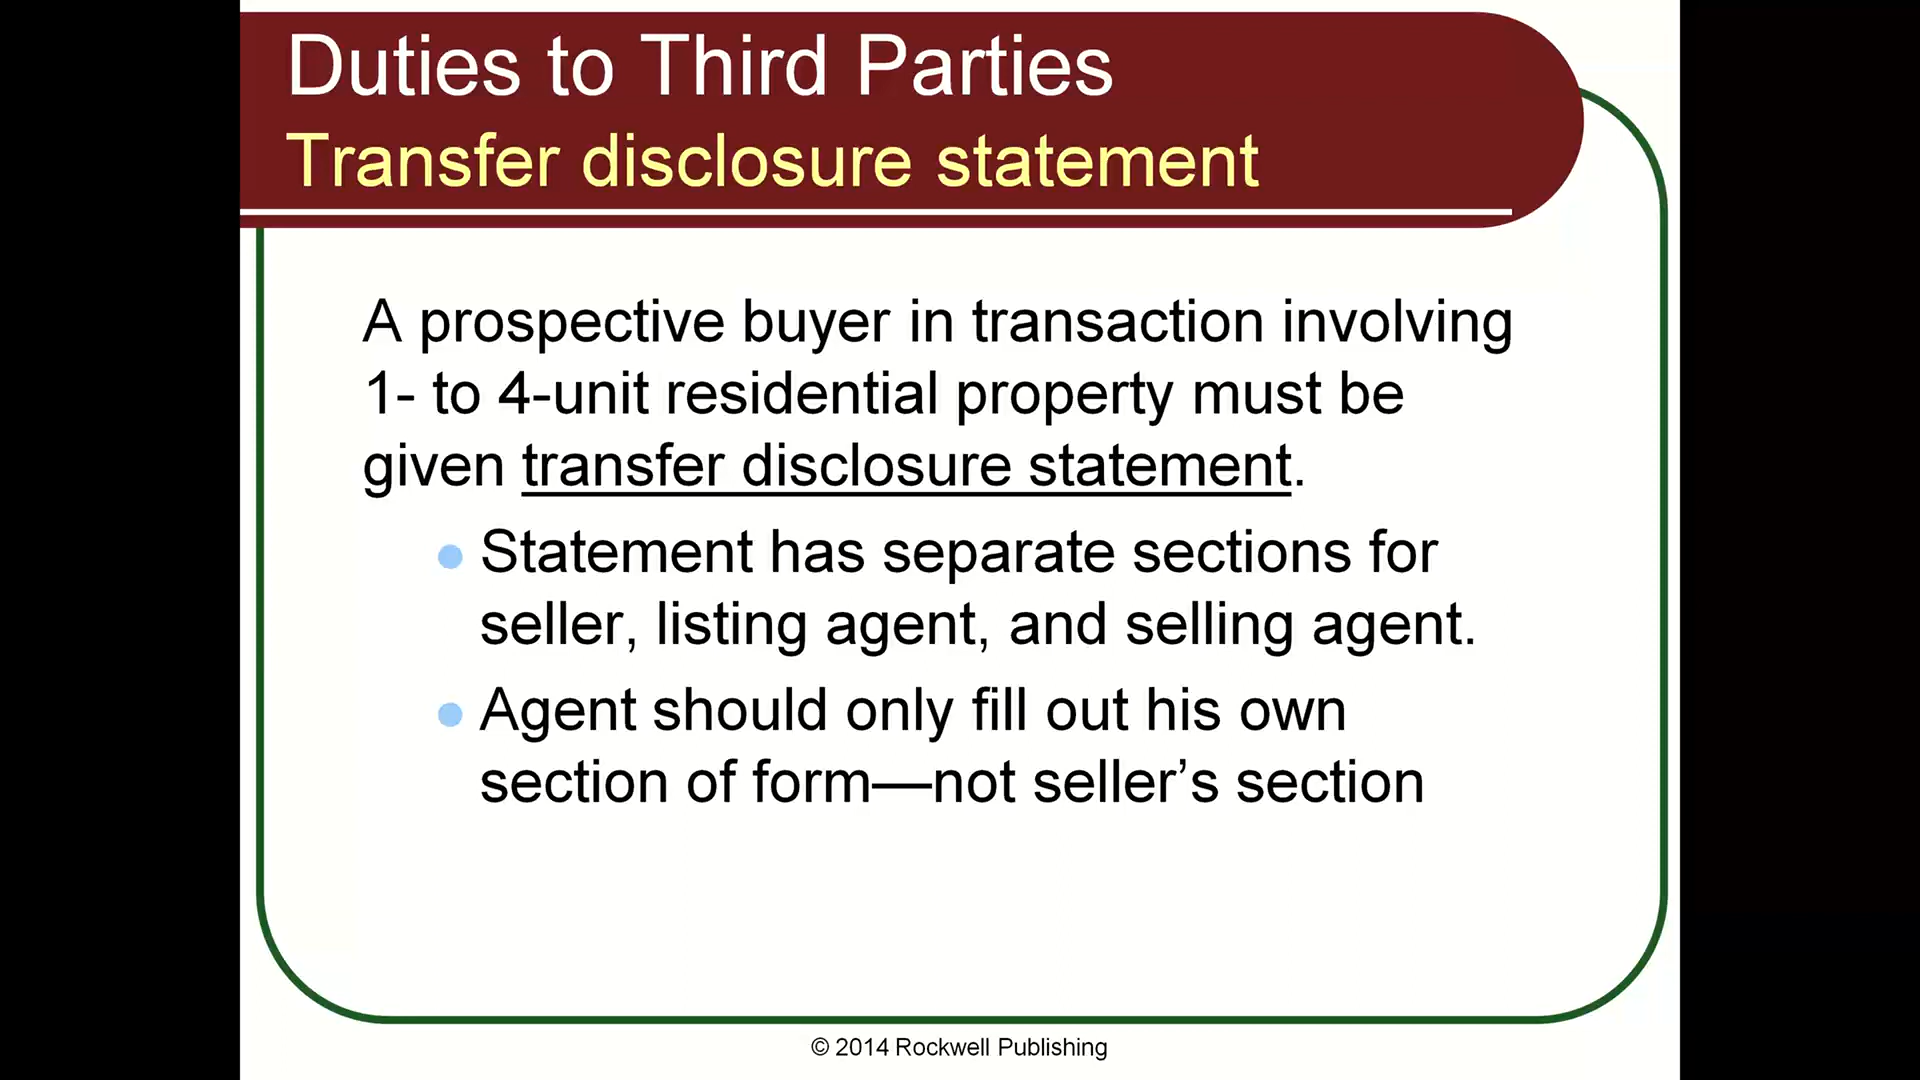 Duties to Third Parties
Transfer disclosure statement
A prospective buyer in transaction involving
1- to 4-unit residential property must be
given transfer disclosure statement.
Statement has separate sections for
seller, listing agent, and selling agent.
Agent should only fill out his own
section of form—not seller’s section
© 2014 Rockwell Publishing